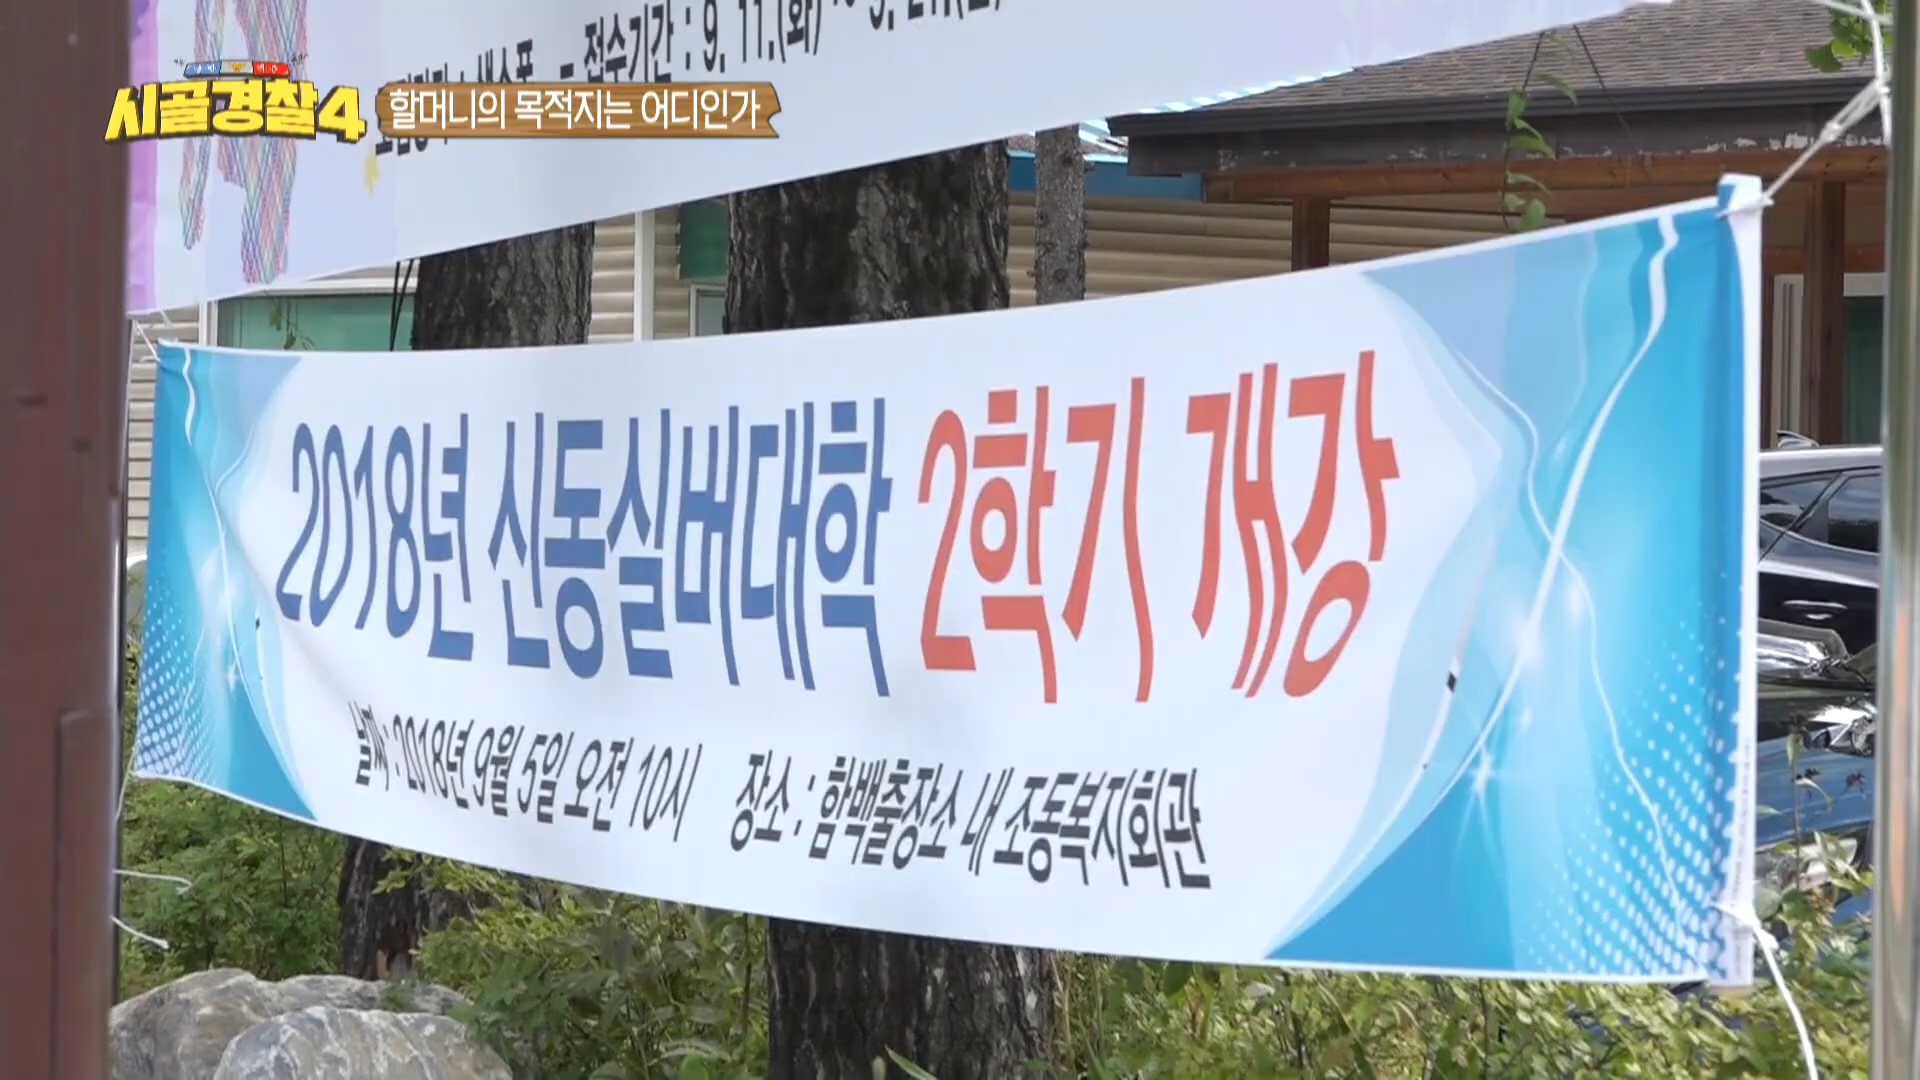 접수기간 : 9. 11.(화)
시골경찰4
할머니의 목적지는 어디인가
2018년 신동실버대학 2학기 개강
날짜 : 2018년 9월 5일 오전 10시 장소 : 함백출장소 내 조동복지회관